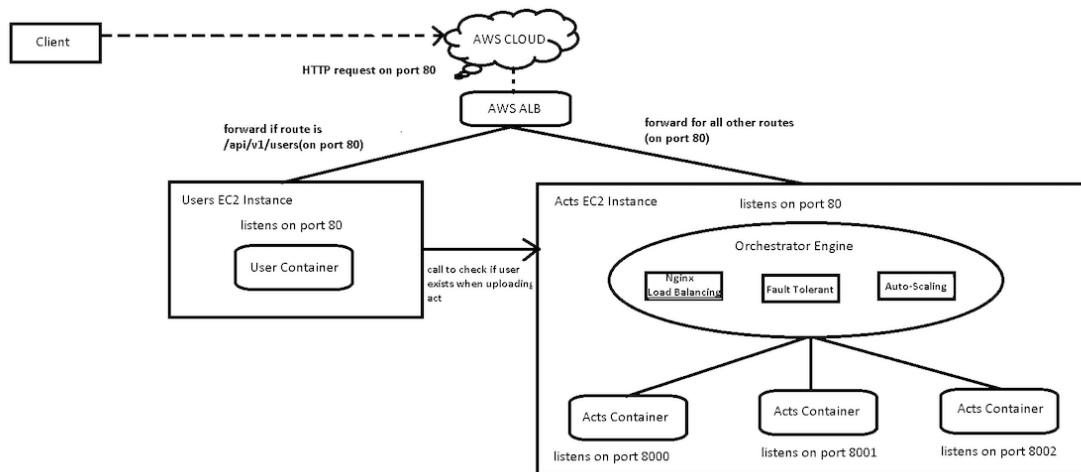 Client
AWS CLOUD
HTTP request on port 80
AWS ALB
forward if route is
/api/v1/users(on port 80)
forward for all other routes
(on port 80)
Users EC2 Instance
listens on port 80
User Container
call to check if user
exists when uploading
act
Acts EC2 Instance
listens on port 80
Orchestrator Engine
Nginx
Load Balancing
Fault Tolerant
Auto-Scaling
Acts Container
listens on port 8000
Acts Container
listens on port 8001
Acts Container
listens on port 8002